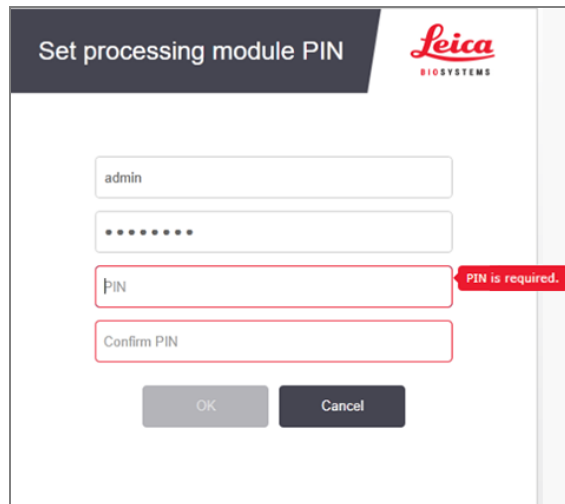 Set processing module PIN
Leica
BIOSYSTEMS
admin
••••••••
PIN
PIN is required.
Confirm PIN
OK
Cancel